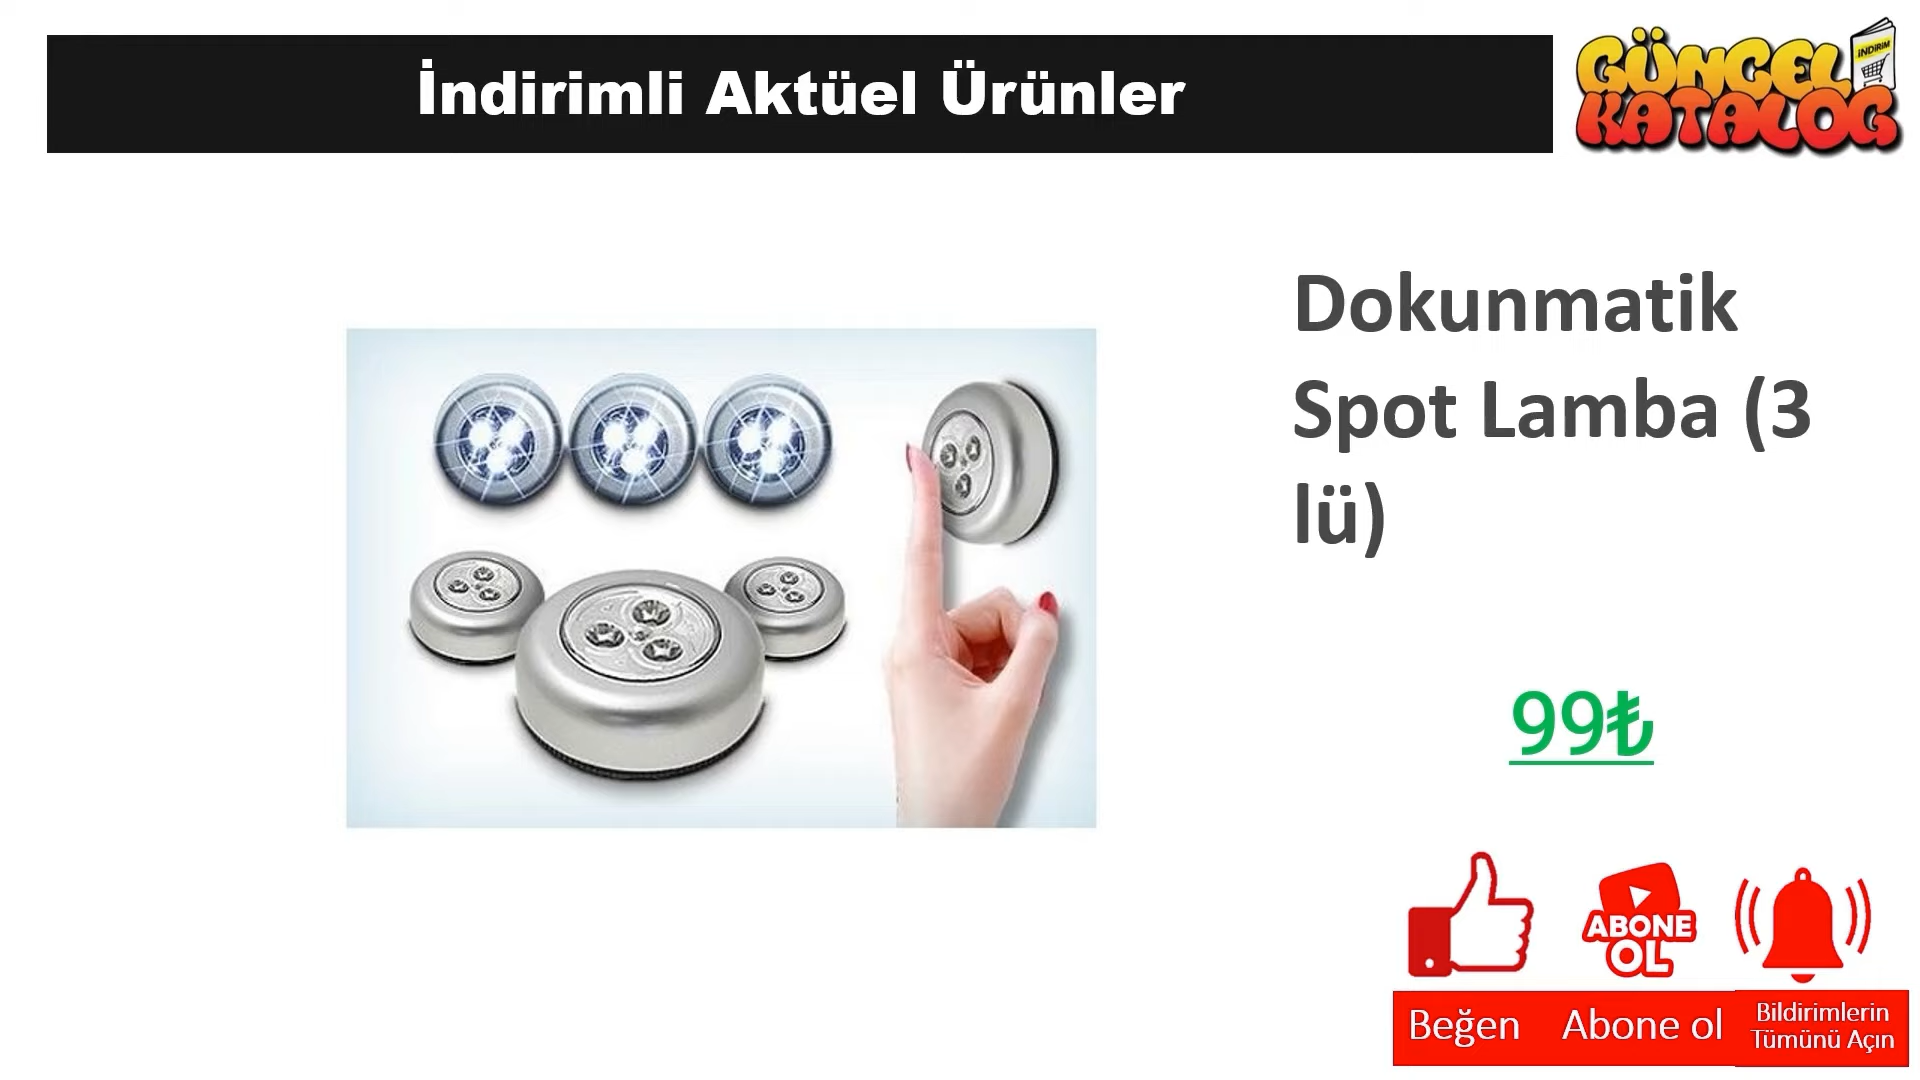 İndirimli Aktüel Ürünler
GÜNCEL
İNDİRİM
KATALOG
Dokunmatik
Spot Lamba (3
lü)
99₺
ABONE
OL
Beğen
Abone ol
Bildirimlerin
Tümünü Açın